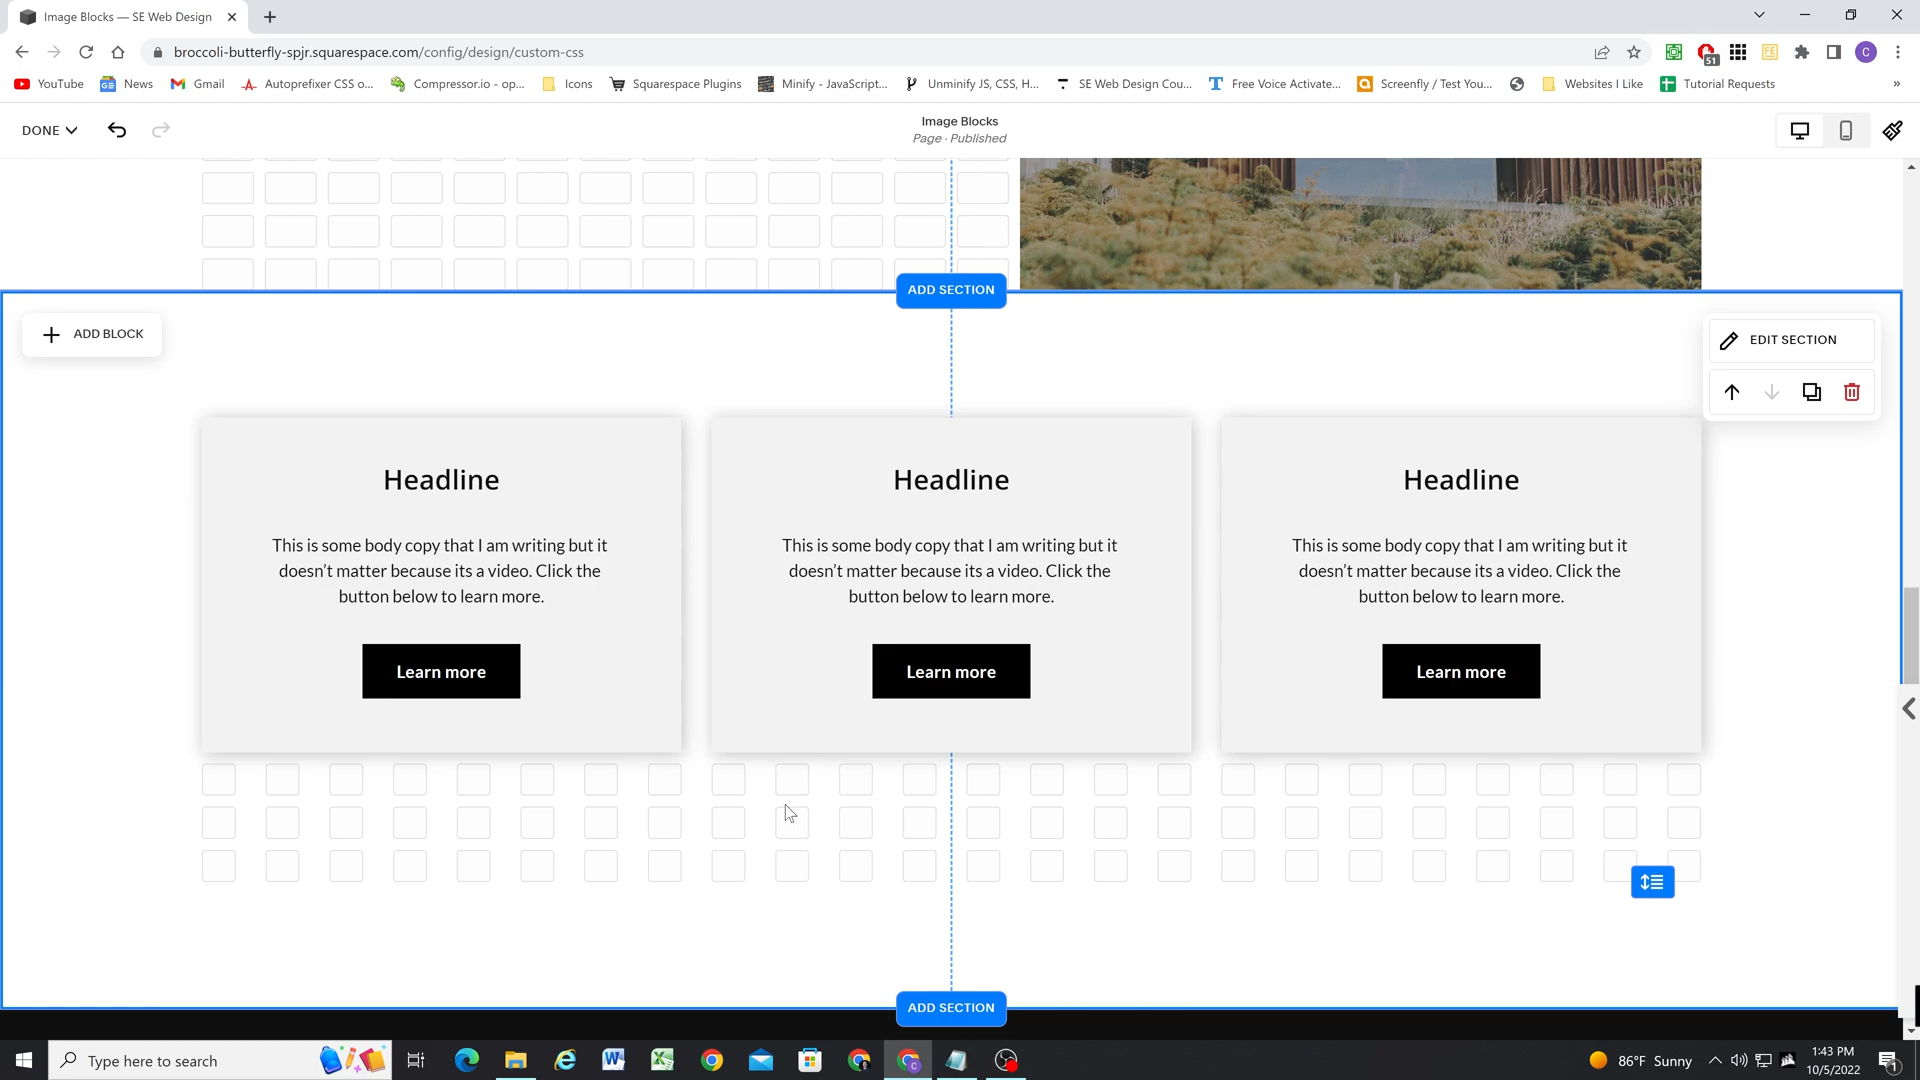 Image Blocks — SE Web Design
broccoli-butterfly-spjr.squarespace.com/config/design/custom-css
51
FE
C
YouTube
News
Gmail
Autoprefixer CSS o...
Compressor.io - op...
Icons
Squarespace Plugins
Minify - JavaScript...
Unminify JS, CSS, H...
SE Web Design Cou...
Free Voice Activate...
Screenfly / Test You...
Websites I Like
Tutorial Requests
»
DONE
Image Blocks
Page · Published
ADD SECTION
ADD BLOCK
EDIT SECTION
Headline
This is some body copy that I am writing but it
doesn't matter because its a video. Click the
button below to learn more.
Learn more
Headline
This is some body copy that I am writing but it
doesn't matter because its a video. Click the
button below to learn more.
Learn more
Headline
This is some body copy that I am writing but it
doesn't matter because its a video. Click the
button below to learn more.
Learn more
ADD SECTION
Type here to search
86°F Sunny
1:43 PM
10/5/2022
1